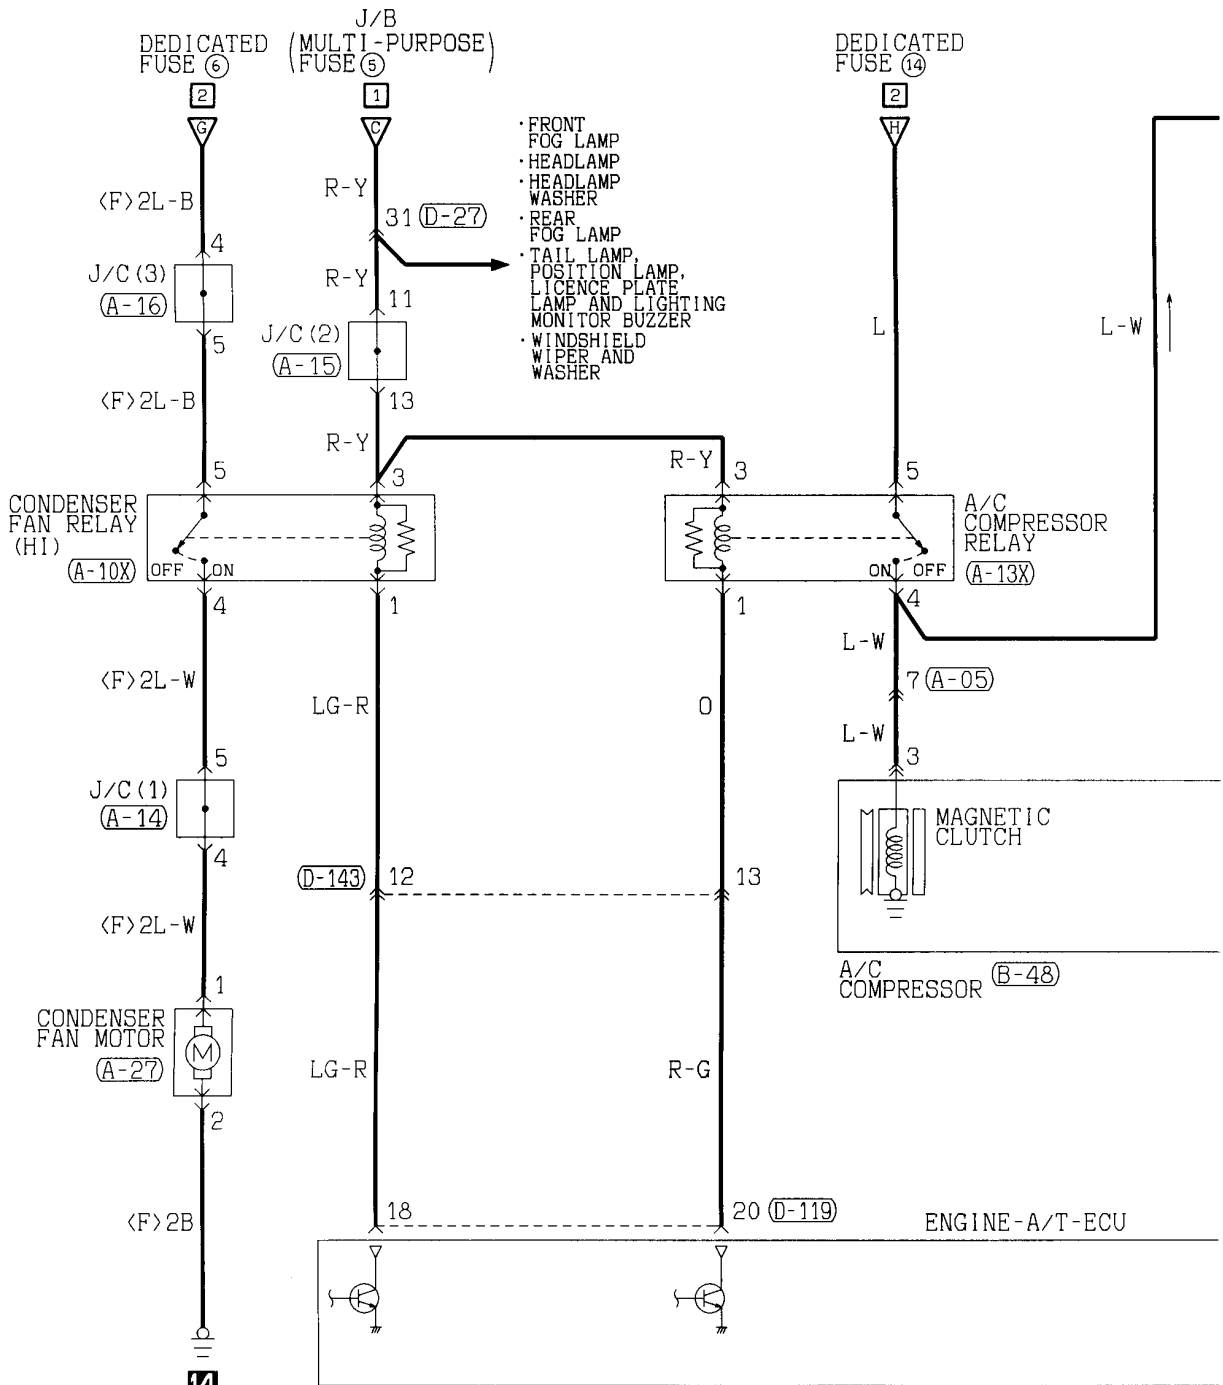 J/B
DEDICATED
FUSE ⑥
(MULTI-PURPOSE)
FUSE ⑤
DEDICATED
FUSE ⑭
2
1
2
G
C
H
・FRONT
FOG LAMP
・HEADLAMP
・HEADLAMP
WASHER
・REAR
FOG LAMP
・TAIL LAMP,
POSITION LAMP,
LICENCE PLATE
LAMP AND LIGHTING
MONITOR BUZZER
・WINDSHIELD
WIPER AND
WASHER
<F>2L-B
R-Y
31 D-27
4
J/C(3)
A-16
R-Y
11
5
J/C(2)
A-15
L
L-W
<F>2L-B
13
R-Y
R-Y
5
3
3
5
CONDENSER
FAN RELAY
(HI)
A-10X
OFF
ON
A/C
COMPRESSOR
RELAY
A-13X
ON
OFF
4
1
1
4
L-W
<F>2L-W
LG-R
O
7 A-05
L-W
5
3
J/C(1)
A-14
MAGNETIC
CLUTCH
4
D-143
12
13
<F>2L-W
A/C
COMPRESSOR
B-48
1
CONDENSER
FAN MOTOR
A-27
M
LG-R
R-G
2
<F>2B
18
20 D-119
ENGINE-A/T-ECU
14